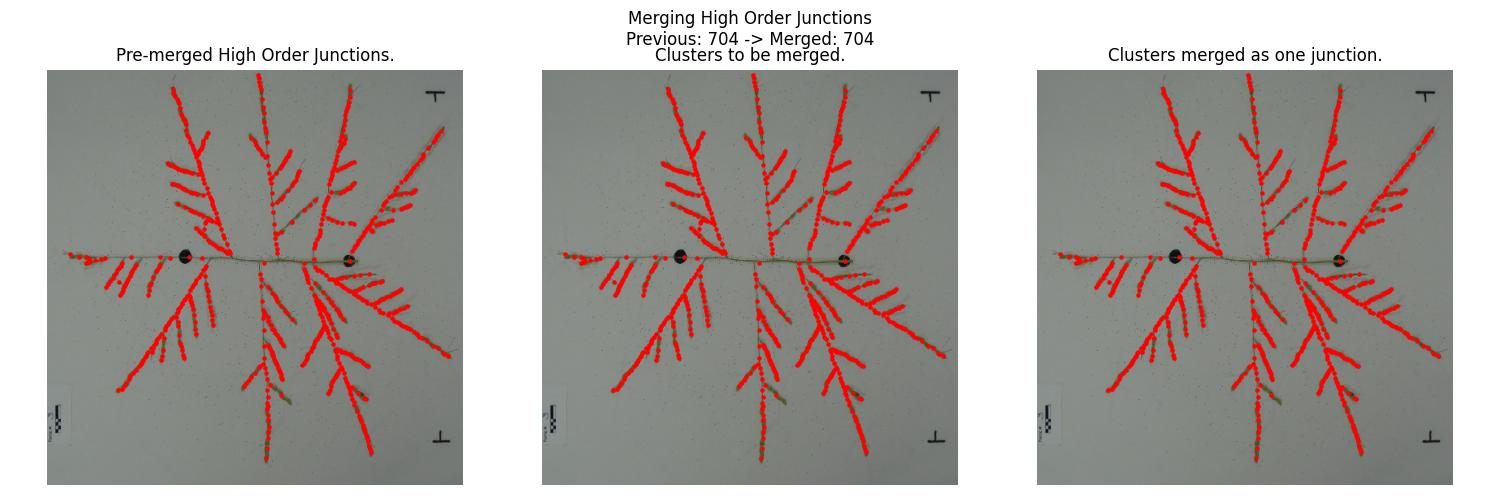 Merging High Order Junctions
Previous: 704 -> Merged: 704
Pre-merged High Order Junctions.
Clusters to be merged.
Clusters merged as one junction.